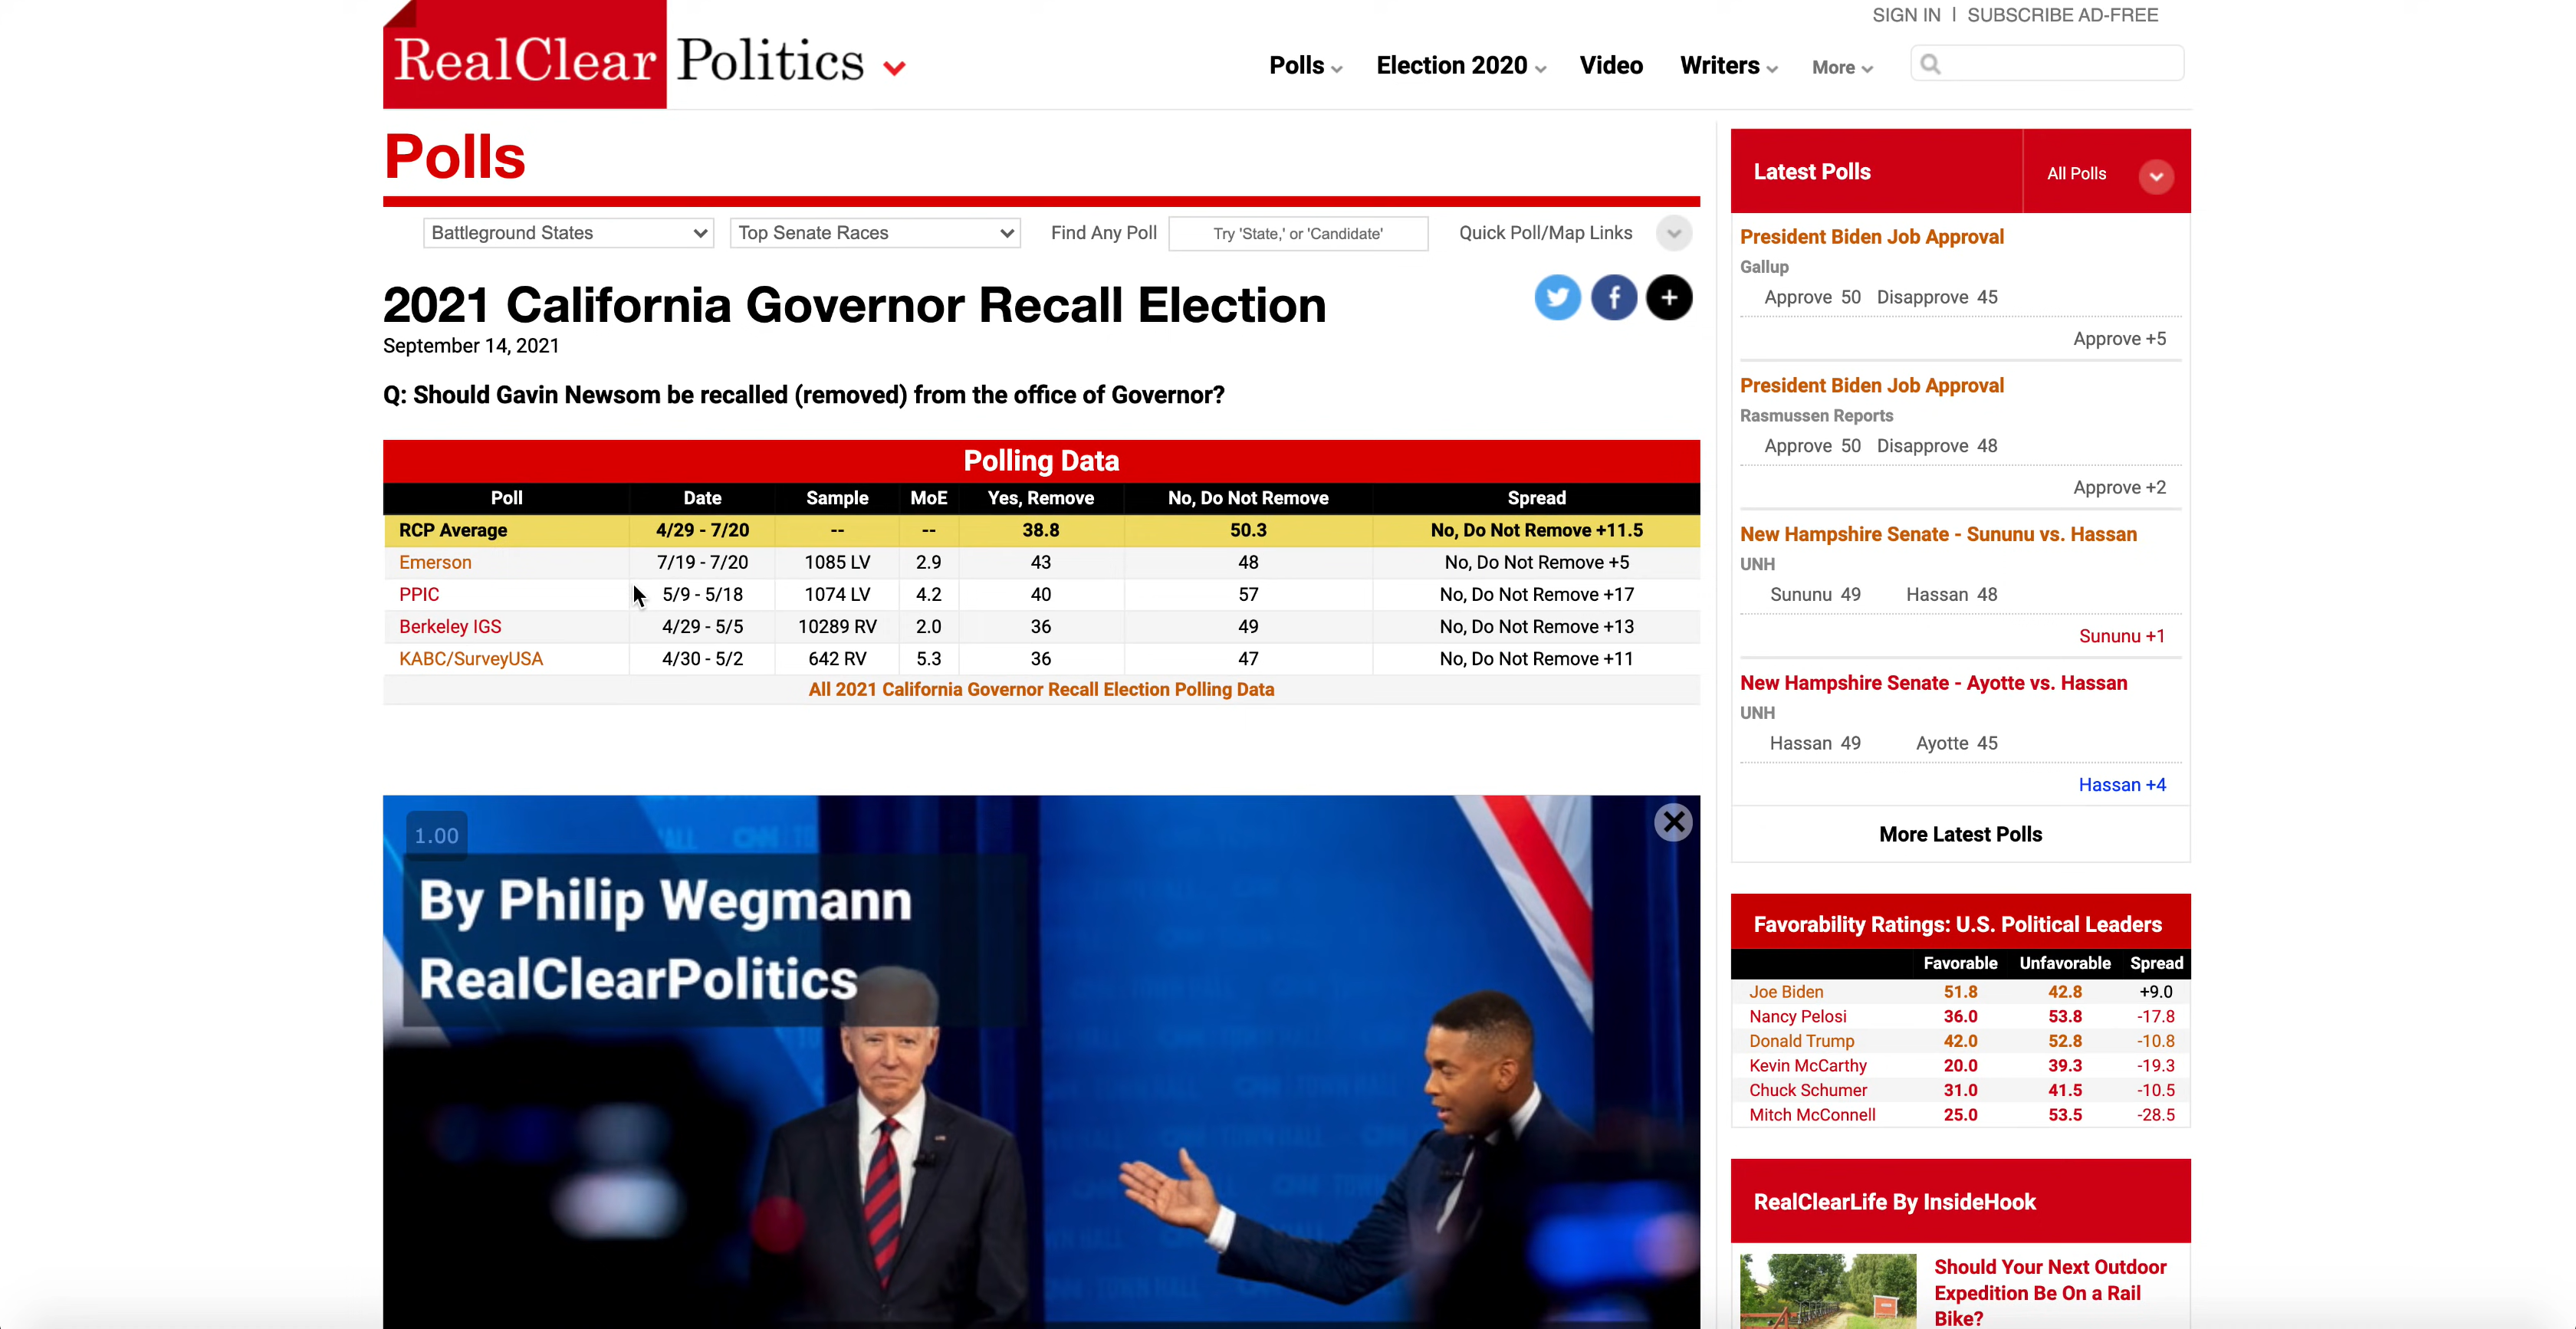 SIGN IN | SUBSCRIBE AD-FREE
RealClear Politics
Polls Election 2020 Video Writers More
Polls
Battleground States Top Senate Races Find Any Poll Try 'State,' or 'Candidate' Quick Poll/Map Links
2021 California Governor Recall Election
September 14, 2021
Q: Should Gavin Newsom be recalled (removed) from the office of Governor?
Polling Data
Poll Date Sample MoE Yes, Remove No, Do Not Remove Spread
RCP Average 4/29 - 7/20 -- -- 38.8 50.3 No, Do Not Remove +11.5
Emerson 7/19 - 7/20 1085 LV 2.9 43 48 No, Do Not Remove +5
PPIC 5/9 - 5/18 1074 LV 4.2 40 57 No, Do Not Remove +17
Berkeley IGS 4/29 - 5/5 10289 RV 2.0 36 49 No, Do Not Remove +13
KABC/SurveyUSA 4/30 - 5/2 642 RV 5.3 36 47 No, Do Not Remove +11
All 2021 California Governor Recall Election Polling Data
1.00
By Philip Wegmann
RealClearPolitics
Latest Polls All Polls
President Biden Job Approval
Gallup
Approve 50 Disapprove 45
Approve +5
President Biden Job Approval
Rasmussen Reports
Approve 50 Disapprove 48
Approve +2
New Hampshire Senate - Sununu vs. Hassan
UNH
Sununu 49 Hassan 48
Sununu +1
New Hampshire Senate - Ayotte vs. Hassan
UNH
Hassan 49 Ayotte 45
Hassan +4
More Latest Polls
Favorability Ratings: U.S. Political Leaders
Favorable Unfavorable Spread
Joe Biden 51.8 42.8 +9.0
Nancy Pelosi 36.0 53.8 -17.8
Donald Trump 42.0 52.8 -10.8
Kevin McCarthy 20.0 39.3 -19.3
Chuck Schumer 31.0 41.5 -10.5
Mitch McConnell 25.0 53.5 -28.5
RealClearLife By InsideHook
Should Your Next Outdoor
Expedition Be On a Rail
Bike?